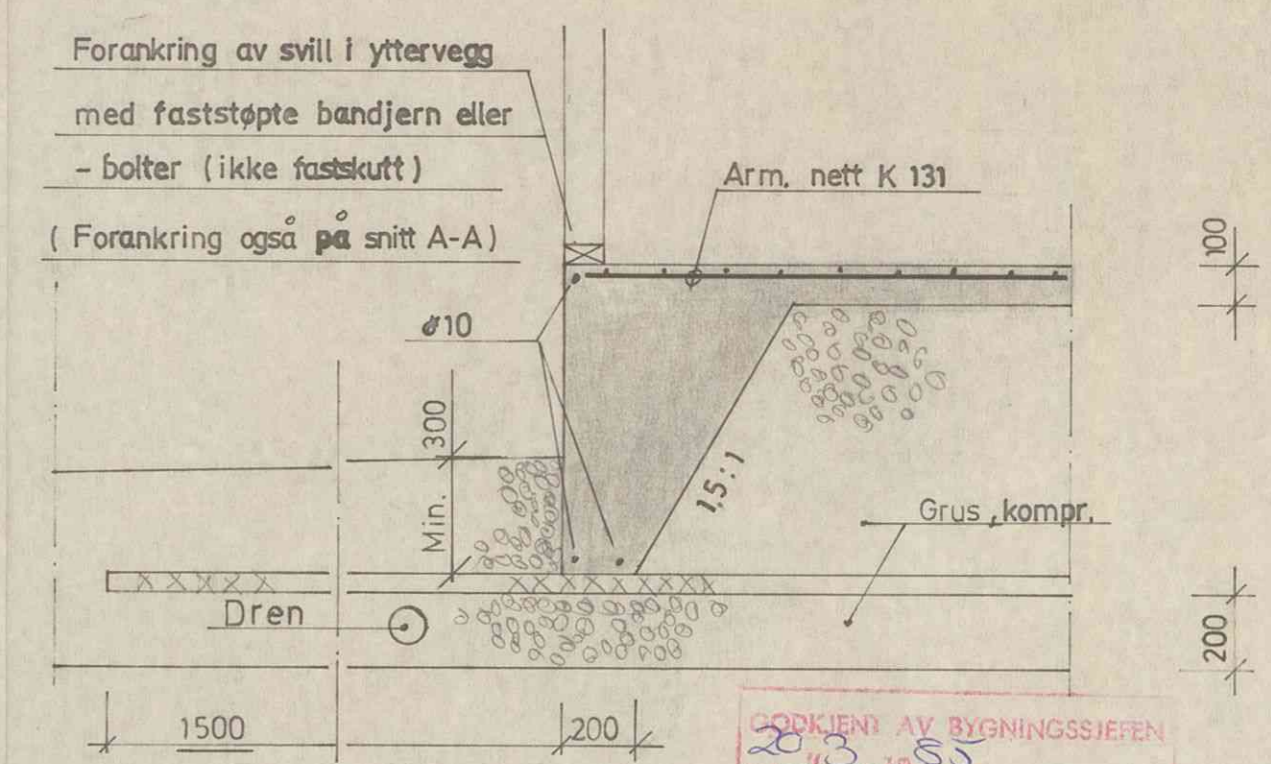 Forankring av svill i yttervegg
med faststøpte bandjern eller
- bolter (ikke fastskutt)
( Forankring også på snitt A-A)
Arm. nett K 131
100
ø10
300
Min.
1,5:1
Grus, kompr.
Dren
200
1500
200
GODKJENT AV BYGNINGSSJEFEN
20 3 19 85